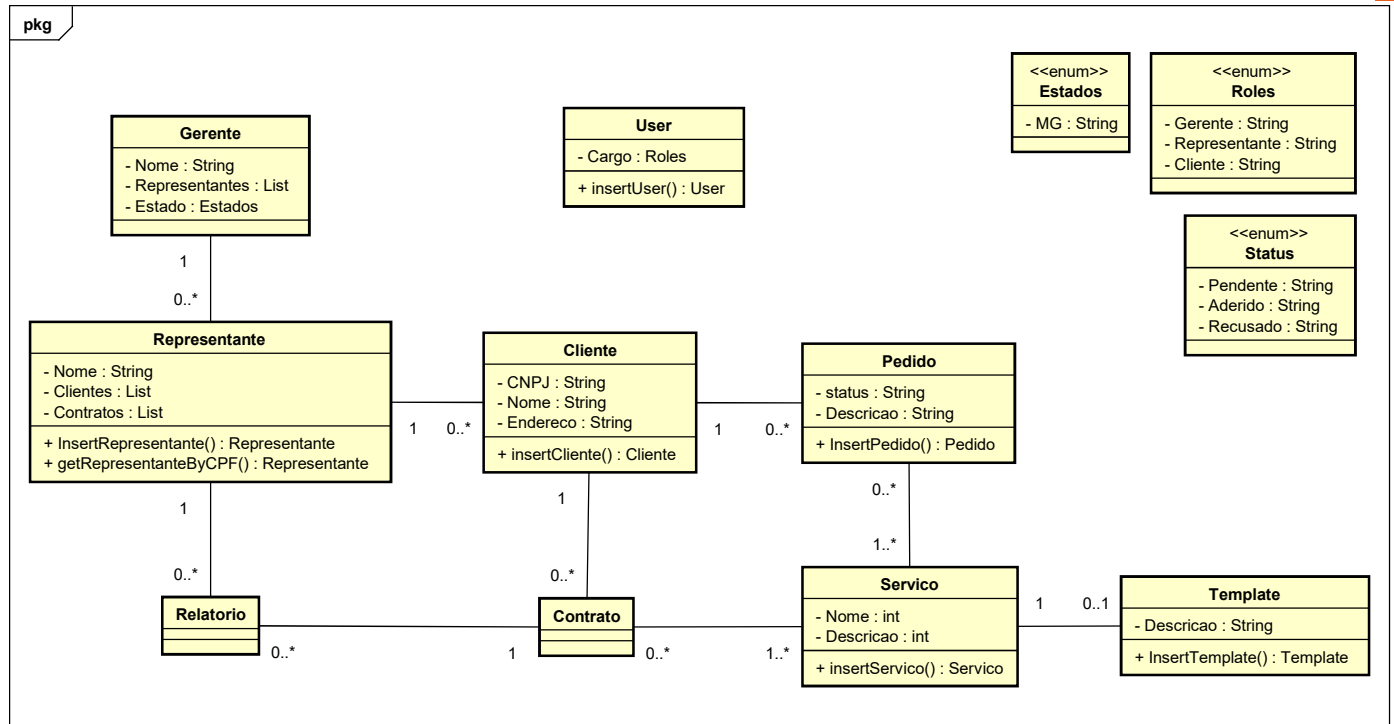 pkg
<<enum>>
Estados
- MG : String
<<enum>>
Roles
- Gerente : String
- Representante : String
- Cliente : String
Gerente
- Nome : String
- Representantes : List
- Estado : Estados
User
- Cargo : Roles
+ insertUser() : User
<<enum>>
Status
- Pendente : String
- Aderido : String
- Recusado : String
1
0..*
Representante
- Nome : String
- Clientes : List
- Contratos : List
+ InsertRepresentante() : Representante
+ getRepresentanteByCPF() : Representante
1
0..*
Cliente
- CNPJ : String
- Nome : String
- Endereco : String
+ insertCliente() : Cliente
1
0..*
Pedido
- status : String
- Descricao : String
+ InsertPedido() : Pedido
1
0..*
1
0..*
0..*
1..*
Relatorio
0..*
1
Contrato
0..*
1..*
Servico
- Nome : int
- Descricao : int
+ insertServico() : Servico
1
0..1
Template
- Descricao : String
+ InsertTemplate() : Template